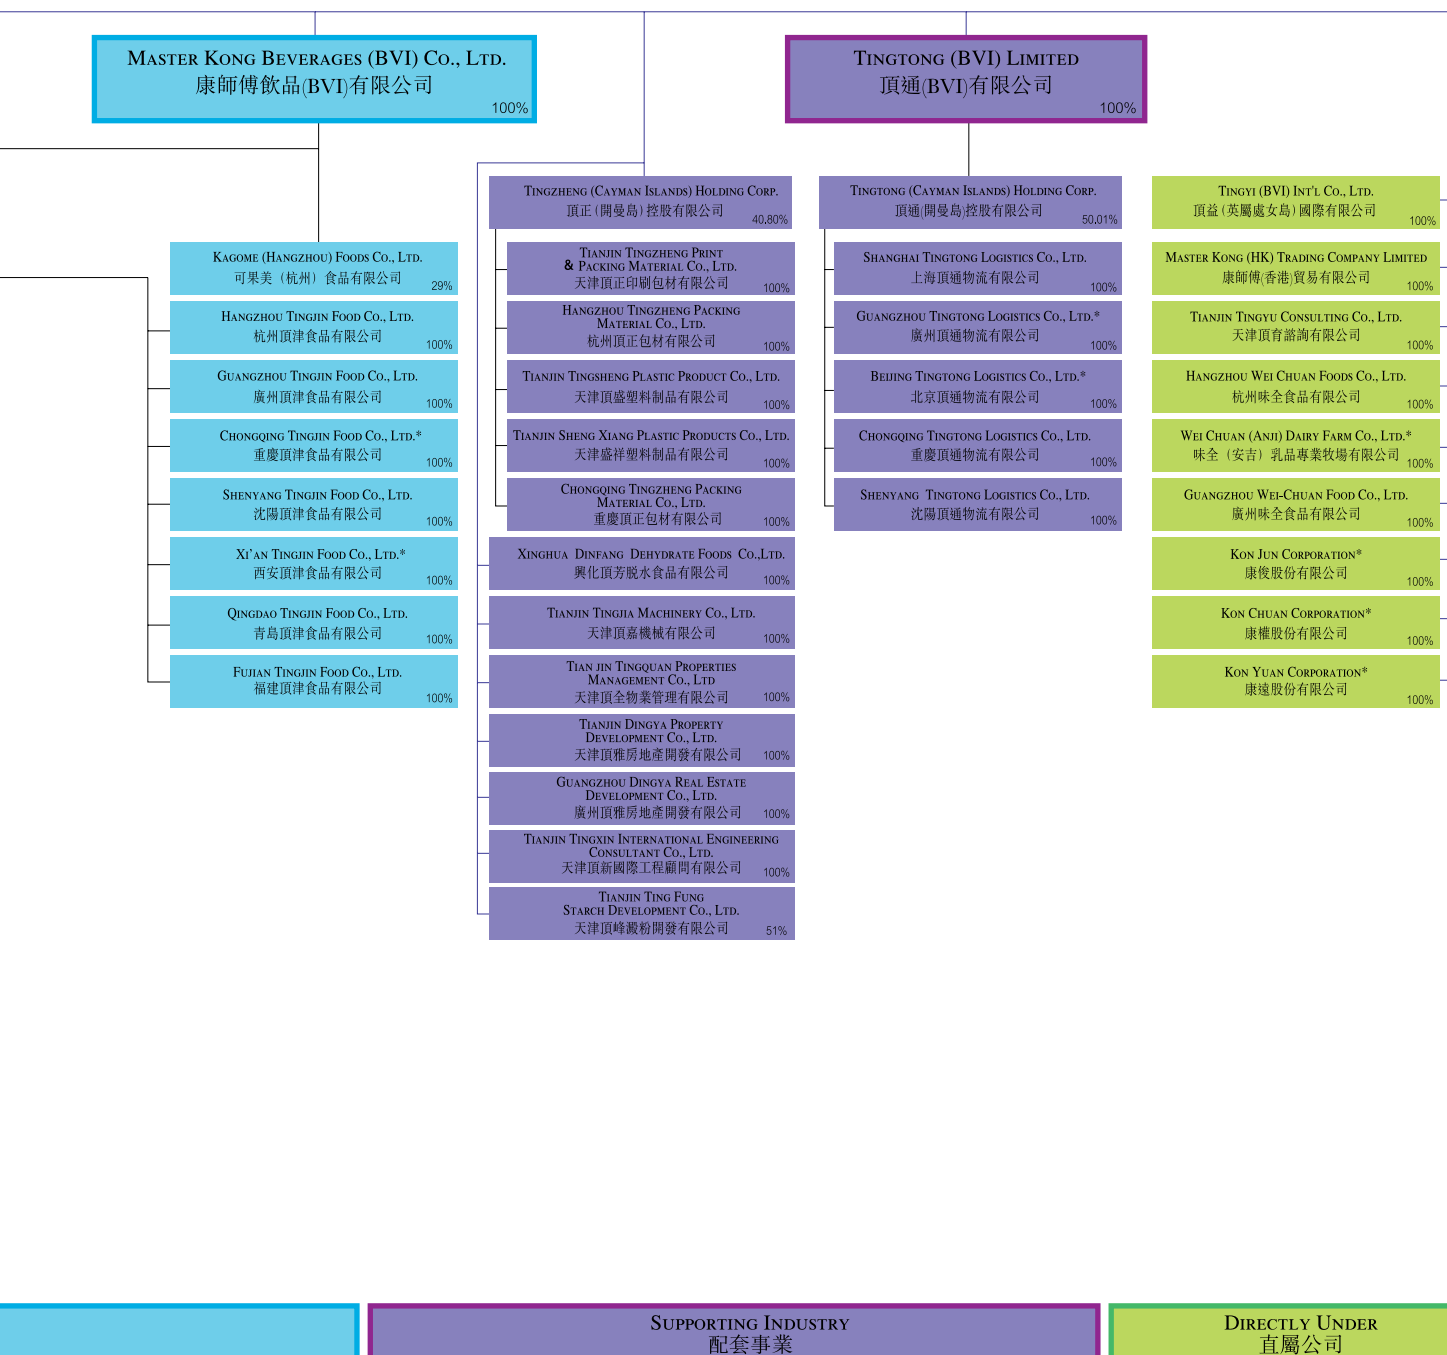 MASTER KONG BEVERAGES (BVI) CO., LTD.
康師傅飲品(BVI)有限公司
100%
TINGTONG (BVI) LIMITED
頂通(BVI)有限公司
100%
KAGOME (HANGZHOU) FOODS CO., LTD.
可果美（杭州）食品有限公司
29%
HANGZHOU TINGJIN FOOD CO., LTD.
杭州頂津食品有限公司
100%
GUANGZHOU TINGJIN FOOD CO., LTD.
廣州頂津食品有限公司
100%
CHONGQING TINGJIN FOOD CO., LTD.*
重慶頂津食品有限公司
100%
SHENYANG TINGJIN FOOD CO., LTD.
沈陽頂津食品有限公司
100%
XI'AN TINGJIN FOOD CO., LTD.*
西安頂津食品有限公司
100%
QINGDAO TINGJIN FOOD CO., LTD.
青島頂津食品有限公司
100%
FUJIAN TINGJIN FOOD CO., LTD.
福建頂津食品有限公司
100%
TINGZHENG (CAYMAN ISLANDS) HOLDING CORP.
頂正(開曼島)控股有限公司
40.80%
TIANJIN TINGZHENG PRINT
& PACKING MATERIAL CO., LTD.
天津頂正印刷包材有限公司
100%
HANGZHOU TINGZHENG PACKING
MATERIAL CO., LTD.
杭州頂正包材有限公司
100%
TIANJIN TINGSHENG PLASTIC PRODUCT CO., LTD.
天津頂盛塑料制品有限公司
100%
TIANJIN SHENG XIANG PLASTIC PRODUCTS CO., LTD.
天津盛祥塑料制品有限公司
100%
CHONGQING TINGZHENG PACKING
MATERIAL CO., LTD.
重慶頂正包材有限公司
100%
XINGHUA DINFANG DEHYDRATE FOODS CO.,LTD.
興化頂芳脱水食品有限公司
100%
TIANJIN TINGJIA MACHINERY CO., LTD.
天津頂嘉機械有限公司
100%
TIAN JIN TINGQUAN PROPERTIES
MANAGEMENT CO., LTD
天津頂全物業管理有限公司
100%
TIANJIN DINGYA PROPERTY
DEVELOPMENT CO., LTD.
天津頂雅房地產開發有限公司
100%
GUANGZHOU DINGYA REAL ESTATE
DEVELOPMENT CO., LTD.
廣州頂雅房地產開發有限公司
100%
TIANJIN TINGXIN INTERNATIONAL ENGINEERING
CONSULTANT CO., LTD.
天津頂新國際工程顧問有限公司
100%
TIANJIN TING FUNG
STARCH DEVELOPMENT CO., LTD.
天津頂峰澱粉開發有限公司
51%
TINGTONG (CAYMAN ISLANDS) HOLDING CORP.
頂通(開曼島)控股有限公司
50.01%
SHANGHAI TINGTONG LOGISTICS CO., LTD.
上海頂通物流有限公司
100%
GUANGZHOU TINGTONG LOGISTICS CO., LTD.*
廣州頂通物流有限公司
100%
BEIJING TINGTONG LOGISTICS CO., LTD.*
北京頂通物流有限公司
100%
CHONGQING TINGTONG LOGISTICS CO., LTD.
重慶頂通物流有限公司
100%
SHENYANG TINGTONG LOGISTICS CO., LTD.
沈陽頂通物流有限公司
100%
TINGYI (BVI) INT'L CO., LTD.
頂益(英屬處女島)國際有限公司
100%
MASTER KONG (HK) TRADING COMPANY LIMITED
康師傅(香港)貿易有限公司
100%
TIANJIN TINGYU CONSULTING CO., LTD.
天津頂育諮詢有限公司
100%
HANGZHOU WEI CHUAN FOODS CO., LTD.
杭州味全食品有限公司
100%
WEI CHUAN (ANJI) DAIRY FARM CO., LTD.*
味全（安吉）乳品專業牧場有限公司
100%
GUANGZHOU WEI-CHUAN FOOD CO., LTD.
廣州味全食品有限公司
100%
KON JUN CORPORATION*
康俊股份有限公司
100%
KON CHUAN CORPORATION*
康權股份有限公司
100%
KON YUAN CORPORATION*
康遠股份有限公司
100%
SUPPORTING INDUSTRY
配套事業
DIRECTLY UNDER
直屬公司